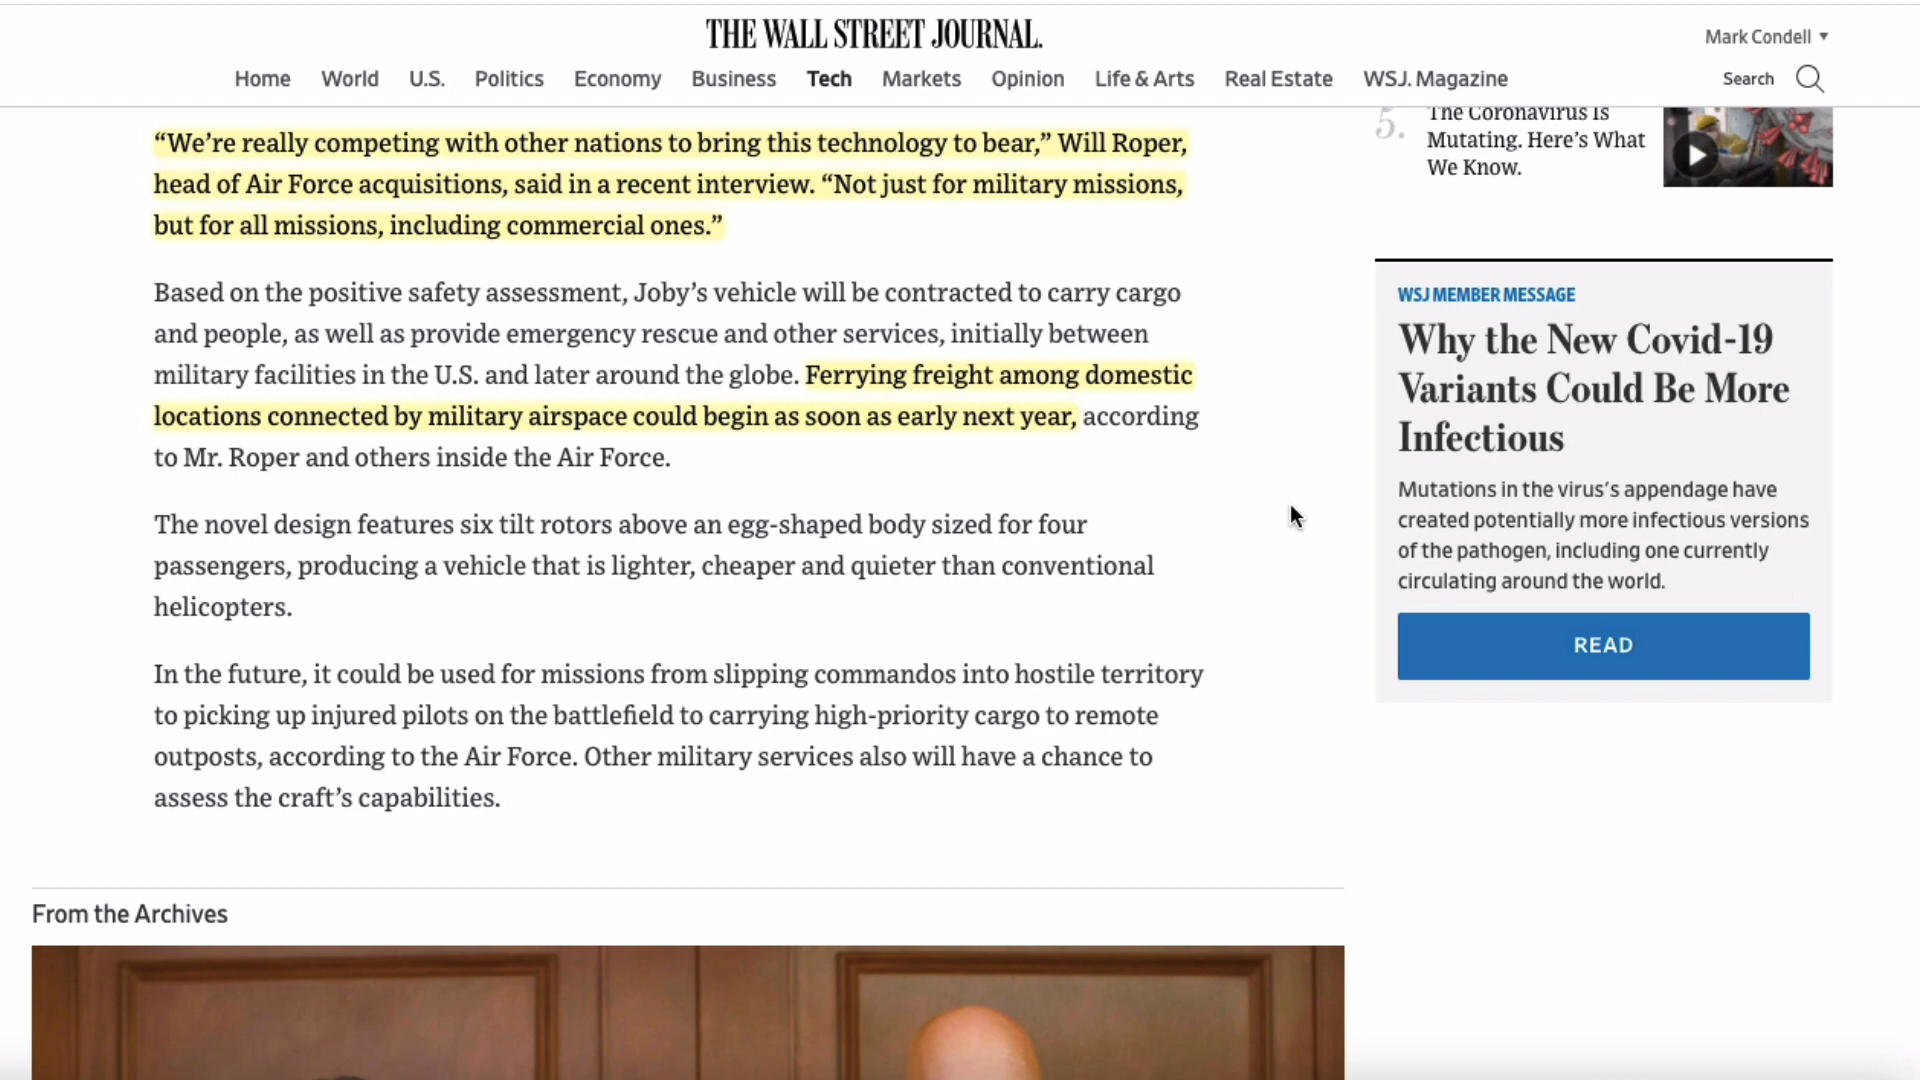 THE WALL STREET JOURNAL.
Mark Condell ▼
Home World U.S. Politics Economy Business Tech Markets Opinion Life & Arts Real Estate WSJ. Magazine
Search
“We’re really competing with other nations to bring this technology to bear,” Will Roper,
head of Air Force acquisitions, said in a recent interview. “Not just for military missions,
but for all missions, including commercial ones.”
Based on the positive safety assessment, Joby’s vehicle will be contracted to carry cargo
and people, as well as provide emergency rescue and other services, initially between
military facilities in the U.S. and later around the globe. Ferrying freight among domestic
locations connected by military airspace could begin as soon as early next year, according
to Mr. Roper and others inside the Air Force.
The novel design features six tilt rotors above an egg-shaped body sized for four
passengers, producing a vehicle that is lighter, cheaper and quieter than conventional
helicopters.
In the future, it could be used for missions from slipping commandos into hostile territory
to picking up injured pilots on the battlefield to carrying high-priority cargo to remote
outposts, according to the Air Force. Other military services also will have a chance to
assess the craft’s capabilities.
From the Archives
5.
The Coronavirus Is
Mutating. Here’s What
We Know.
WSJ MEMBER MESSAGE
Why the New Covid-19
Variants Could Be More
Infectious
Mutations in the virus’s appendage have
created potentially more infectious versions
of the pathogen, including one currently
circulating around the world.
READ